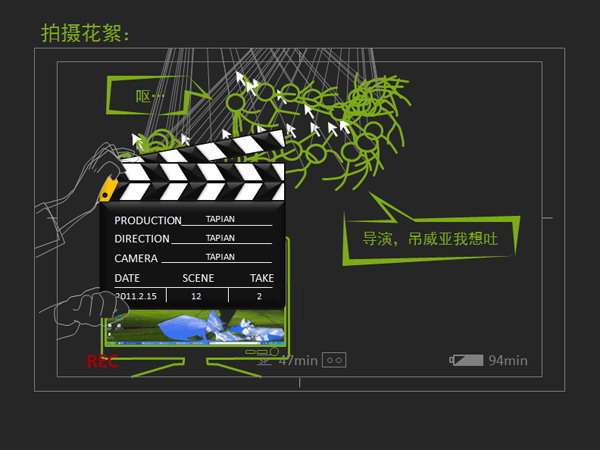 拍摄花絮：
呕…
导演，吊威亚我想吐
PRODUCTION TAPIAN
DIRECTION TAPIAN
CAMERA TAPIAN
DATE SCENE TAKE
2011.2.15 12 2
REC
SP 47min
94min